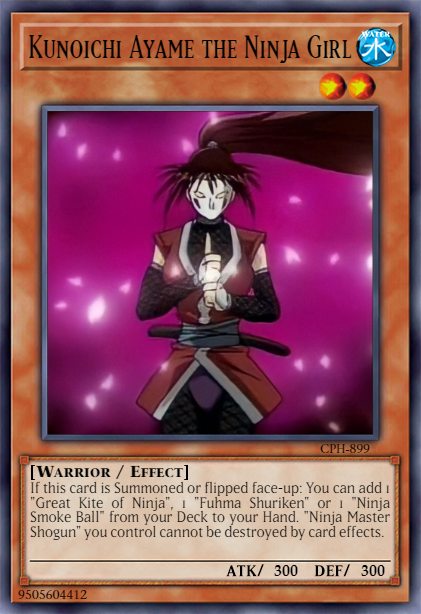 Kunoichi Ayame the Ninja Girl
WATER
水
CPH-899
[Warrior / Effect]
If this card is Summoned or flipped face-up: You can add 1
"Great Kite of Ninja", 1 "Fuhma Shuriken" or 1 "Ninja
Smoke Ball" from your Deck to your Hand. "Ninja Master
Shogun" you control cannot be destroyed by card effects.
ATK/ 300 DEF/ 300
9505604412